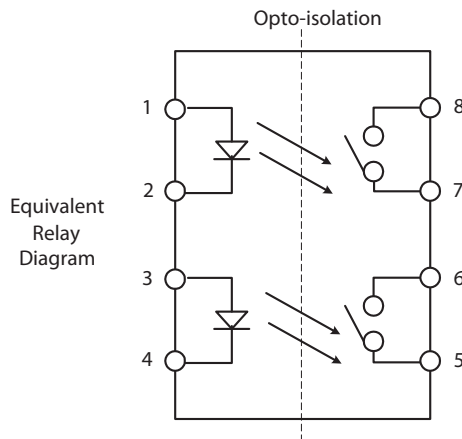 Opto-isolation
1
8
2
7
Equivalent
Relay
Diagram
3
6
4
5